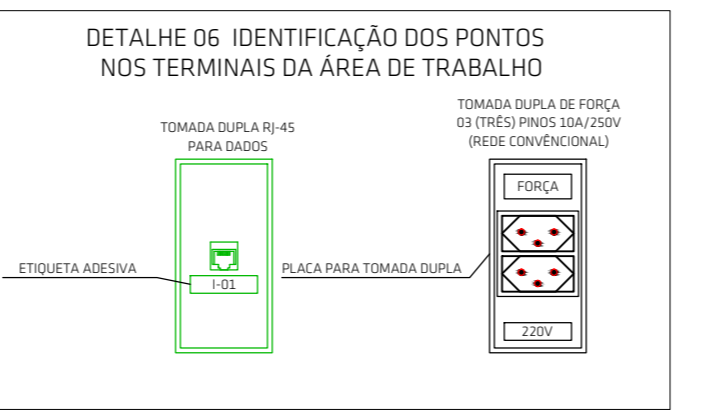 DETALHE 06 IDENTIFICAÇÃO DOS PONTOS
NOS TERMINAIS DA ÁREA DE TRABALHO
TOMADA DUPLA RJ-45
PARA DADOS
TOMADA DUPLA DE FORÇA
03 (TRÊS) PINOS 10A/250V
(REDE CONVÊNCIONAL)
FORÇA
ETIQUETA ADESIVA
I-01
PLACA PARA TOMADA DUPLA
220V